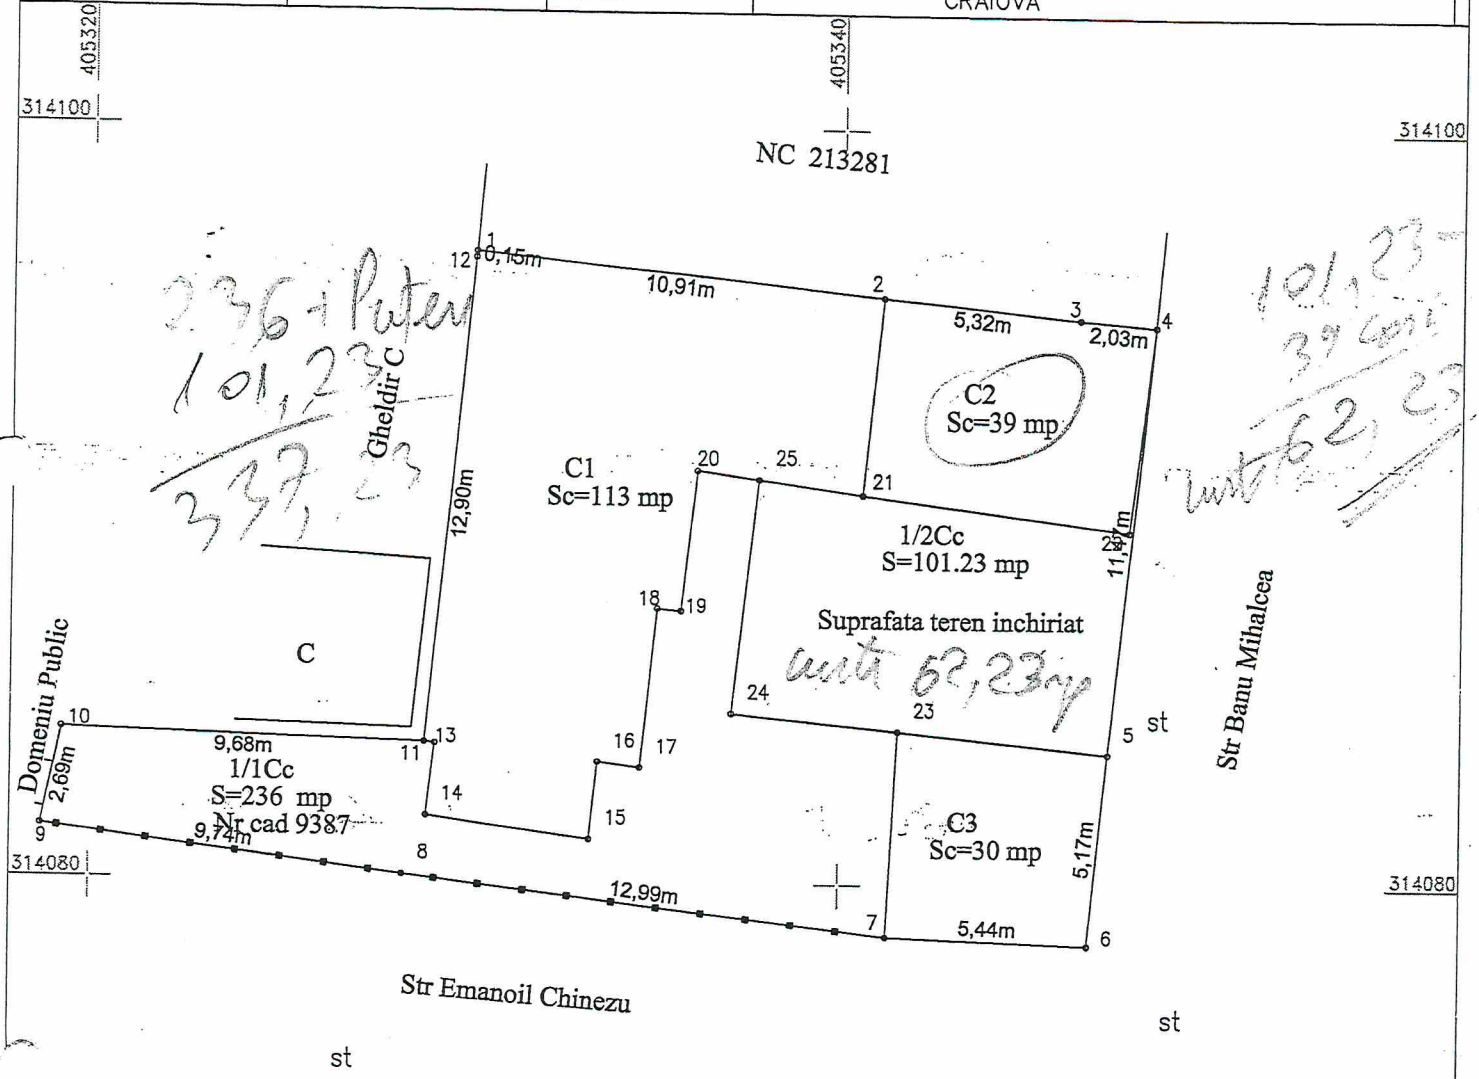 CRAIOVA
405320
405340
314100
314100
NC 213281
1
12
0,15m
10,91m
2
5,32m
3
2,03m
4
236 +
101,23
337,23
Gheldir C
101,23 -
39
62,23
C2
Sc=39 mp
C1
Sc=113 mp
20
25
21
12,90m
11,17m
1/2Cc
S=101.23 mp
18
19
Suprafata teren inchiriat
62,23 mp
Domeniu Public
C
Str Banu Mihalcea
24
23
5
st
10
9,68m
11
13
16
17
2,69m
1/1Cc
S=236 mp
Nr cad 9387
14
15
9
9,74m
8
C3
Sc=30 mp
5,17m
314080
314080
12,99m
7
5,44m
6
Str Emanoil Chinezu
st
st